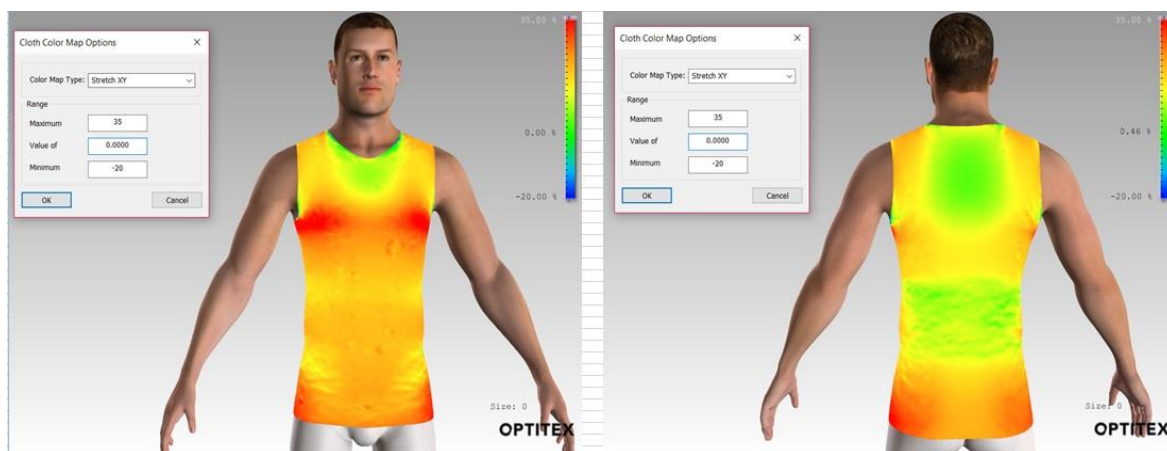 Cloth Color Map Options
Color Map Type: Stretch XY
Range
Maximum 35
Value of 0.0000
Minimum -20
OK Cancel
35.00 %
0.00 %
-20.00 %
Size: 0
OPTITEX
Cloth Color Map Options
Color Map Type: Stretch XY
Range
Maximum 35
Value of 0.0000
Minimum -20
OK Cancel
35.00 %
0.46 %
-20.00 %
Size: 0
OPTITEX